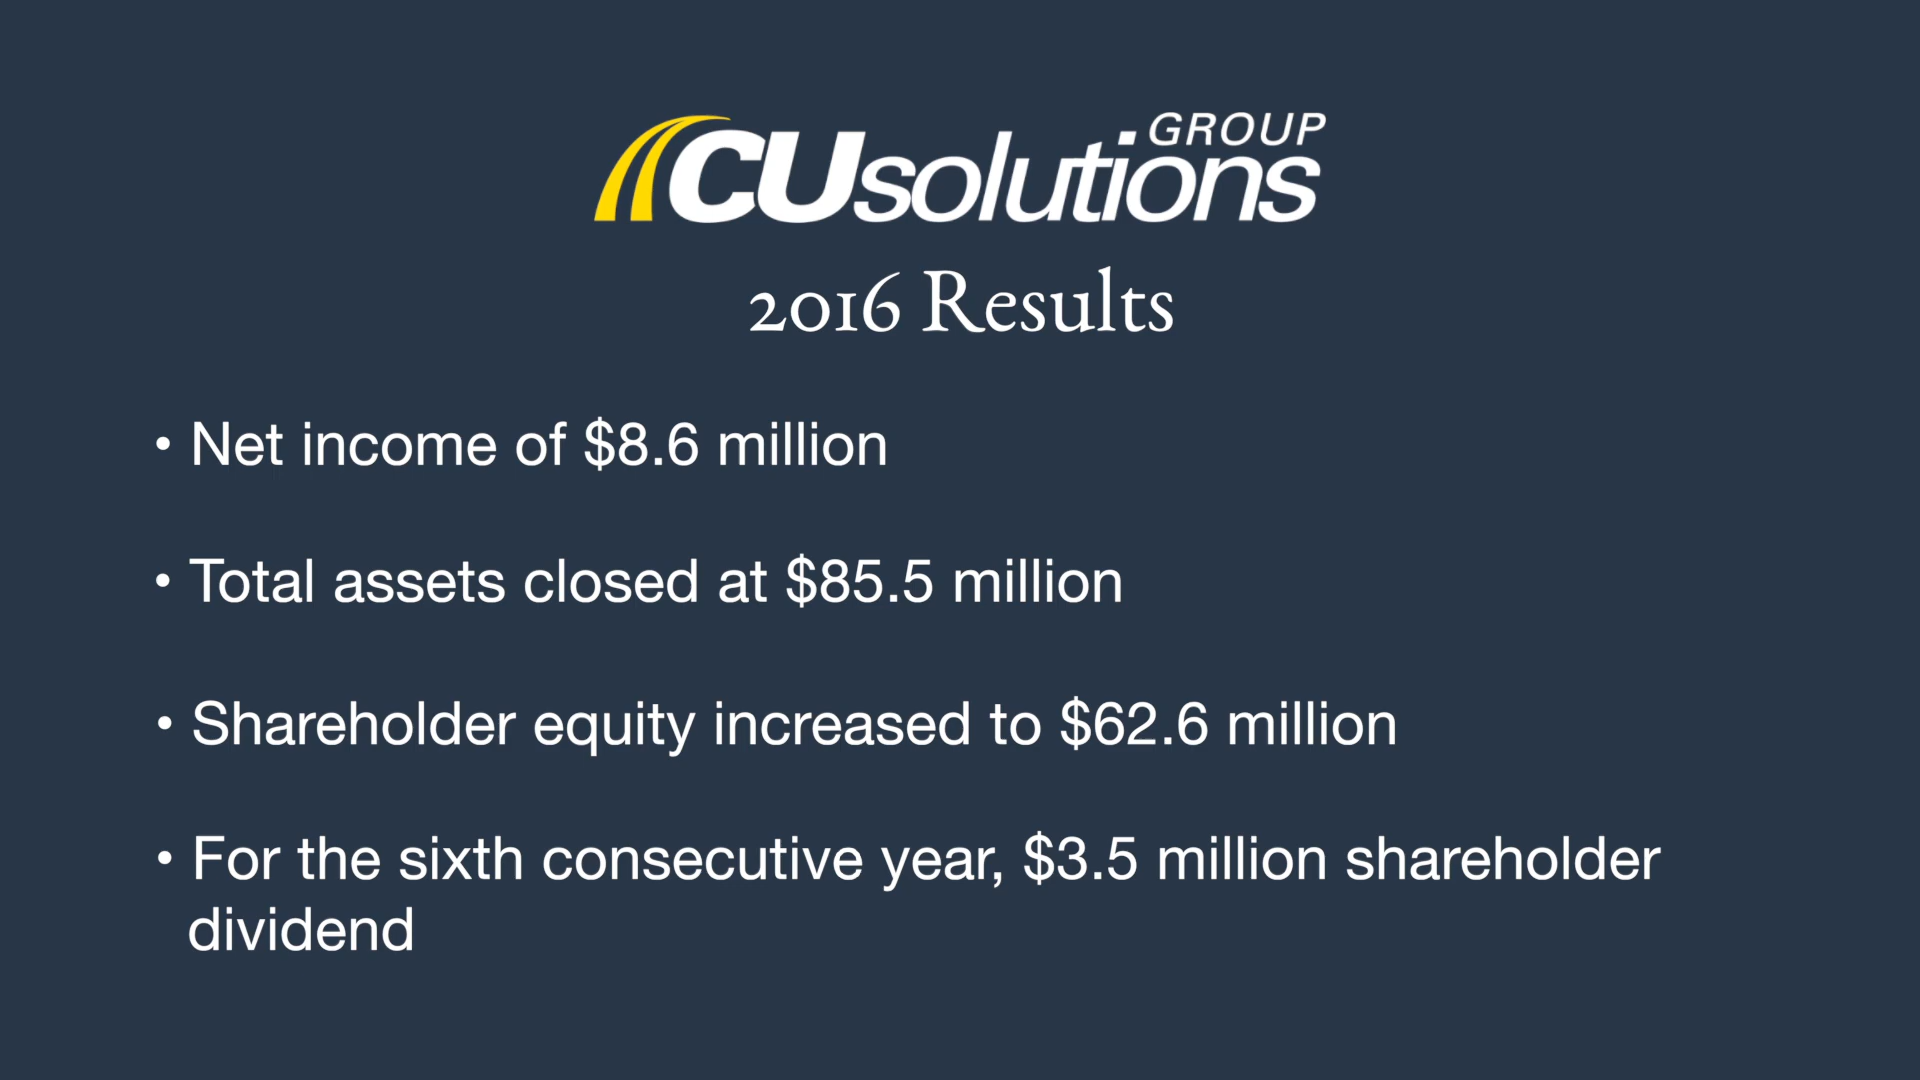 CUsolutions GROUP
2016 Results
• Net income of $8.6 million
• Total assets closed at $85.5 million
• Shareholder equity increased to $62.6 million
• For the sixth consecutive year, $3.5 million shareholder
dividend